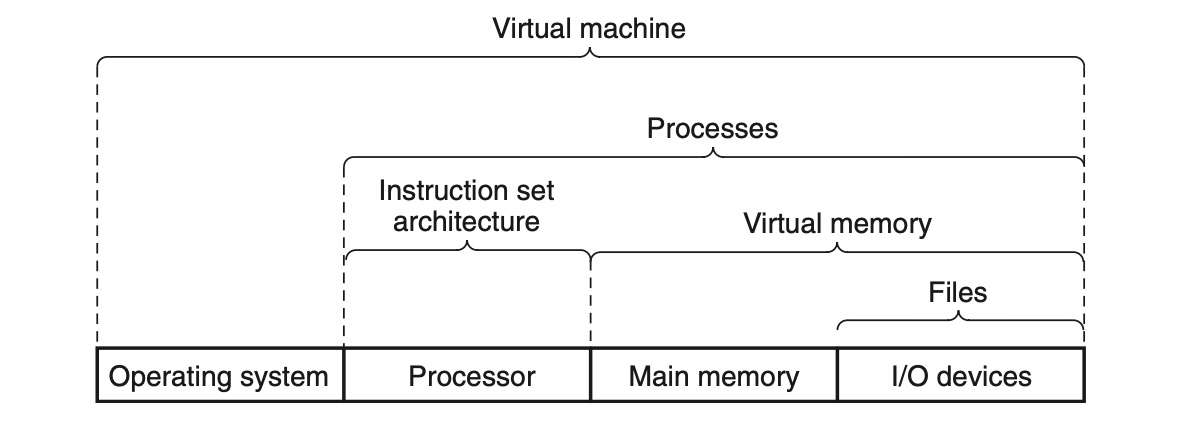 Virtual machine
Processes
Instruction set
architecture
Virtual memory
Files
Operating system
Processor
Main memory
I/O devices